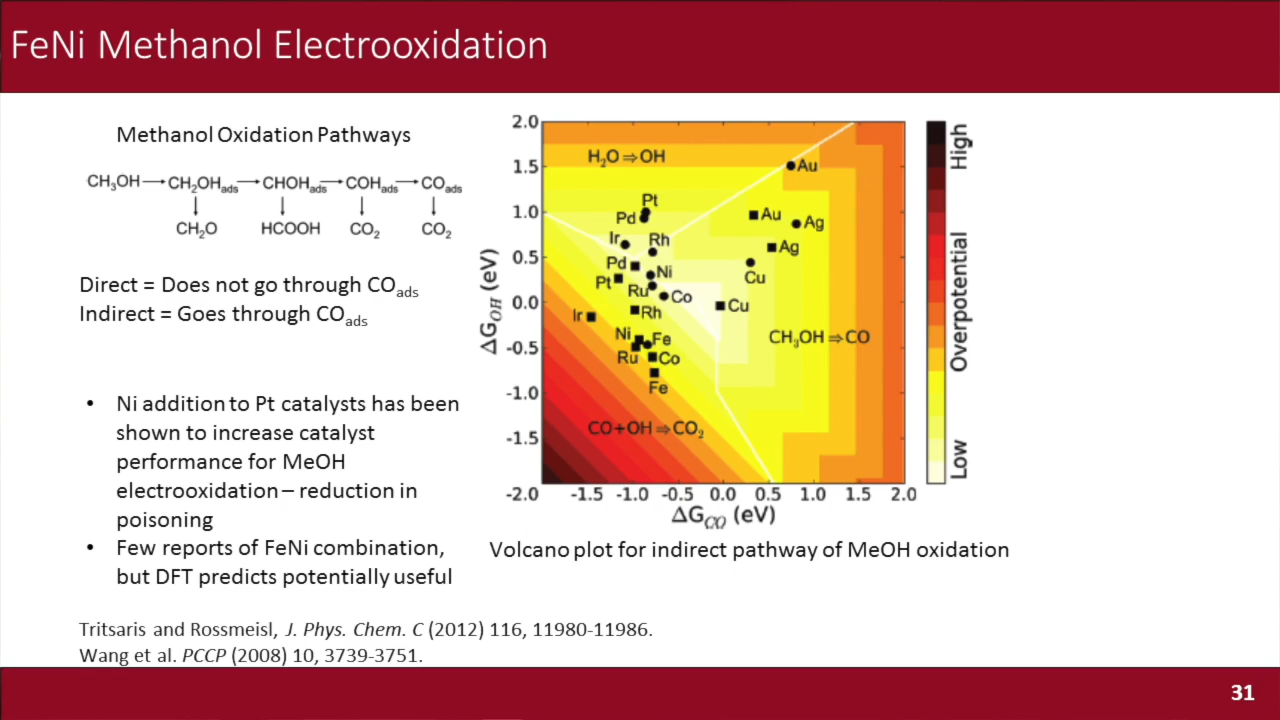 FeNi Methanol Electrooxidation
Methanol Oxidation Pathways
CH₃OH → CH₂OHads → CHOHads → COHads → COads
CH₂O HCOOH CO₂ CO₂
Direct = Does not go through COads
Indirect = Goes through COads
• Ni addition to Pt catalysts has been
shown to increase catalyst
performance for MeOH
electrooxidation – reduction in
poisoning
• Few reports of FeNi combination,
but DFT predicts potentially useful
2.0
1.5
1.0
0.5
0.0
-0.5
-1.0
-1.5
-2.0
ΔG_OH (eV)
H₂O ⇒ OH
Au
Pt
Pd
Au
Ag
Ir
Rh
Ag
Pd
Ni
Cu
Pt
Ru
Co
Cu
Ir
Rh
Ni
Fe
CH₃OH ⇒ CO
Ru
Co
Fe
CO+OH ⇒ CO₂
-1.5 -1.0 -0.5 0.0 0.5 1.0 1.5 2.0
ΔG_CO (eV)
High
Overpotential
Low
Volcano plot for indirect pathway of MeOH oxidation
Tritsaris and Rossmeisl, J. Phys. Chem. C (2012) 116, 11980-11986.
Wang et al. PCCP (2008) 10, 3739-3751.
31